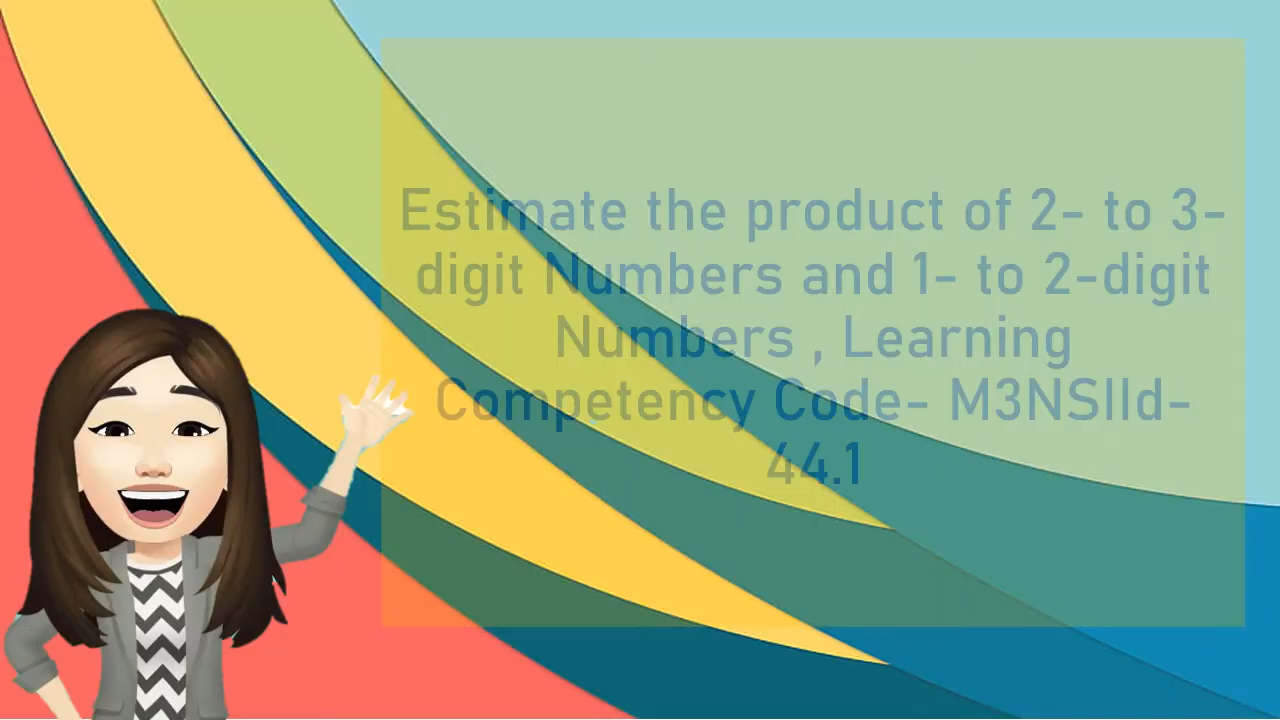 Estimate the product of 2- to 3-
digit Numbers and 1- to 2-digit
Numbers , Learning
Competency Code- M3NSIId-
44.1